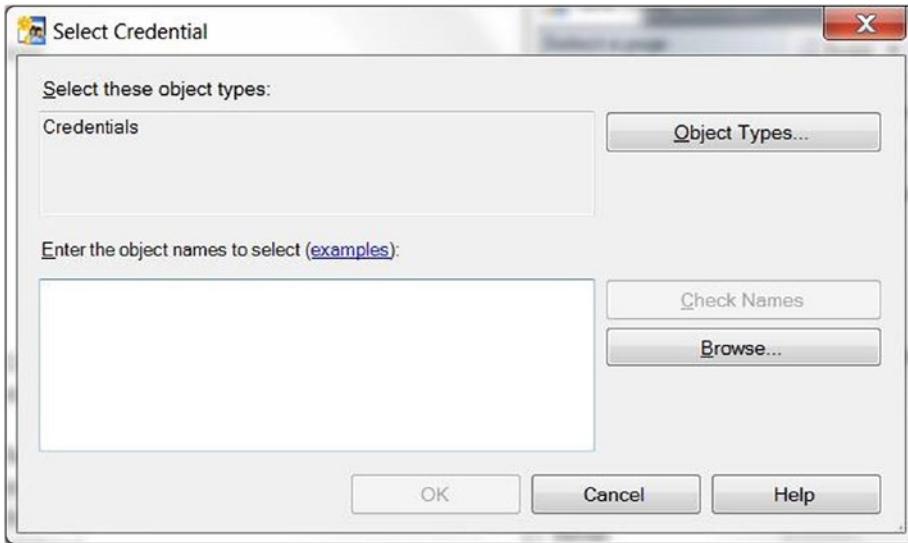 Select Credential
Select these object types:
Credentials
Object Types...
Enter the object names to select (examples):
Check Names
Browse...
OK
Cancel
Help